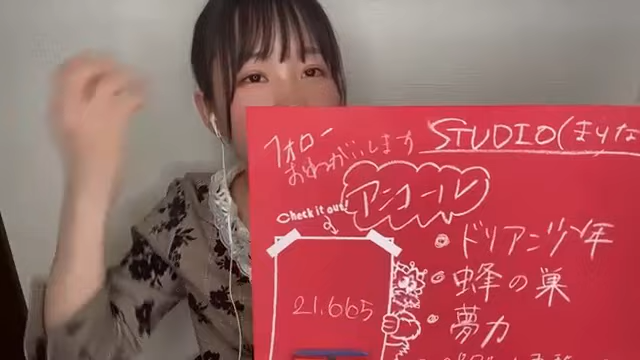 フォロー
おねがいします
STUDIO(まりな
アンコール
Check it out!
・ドリアン少年
・蜂の巣
・夢力
21.665